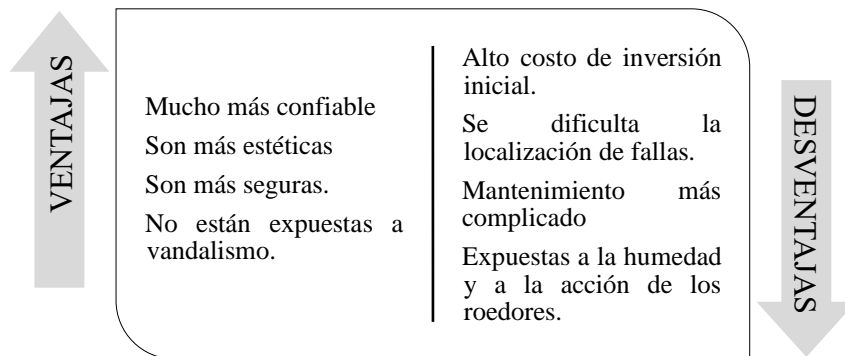 VENTAJAS
Mucho más confiable
Son más estéticas
Son más seguras.
No están expuestas a
vandalismo.
Alto costo de inversión
inicial.
Se dificulta la
localización de fallas.
Mantenimiento más
complicado
Expuestas a la humedad
y a la acción de los
roedores.
DESVENTAJAS